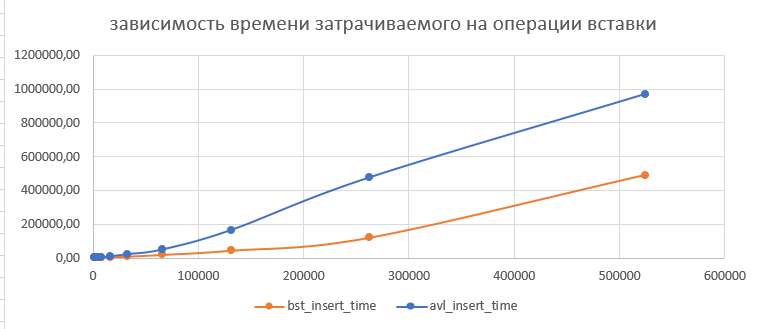 зависимость времени затрачиваемого на операции вставки
1200000,00
1000000,00
800000,00
600000,00
400000,00
200000,00
0,00
0 100000 200000 300000 400000 500000 600000
bst_insert_time avl_insert_time